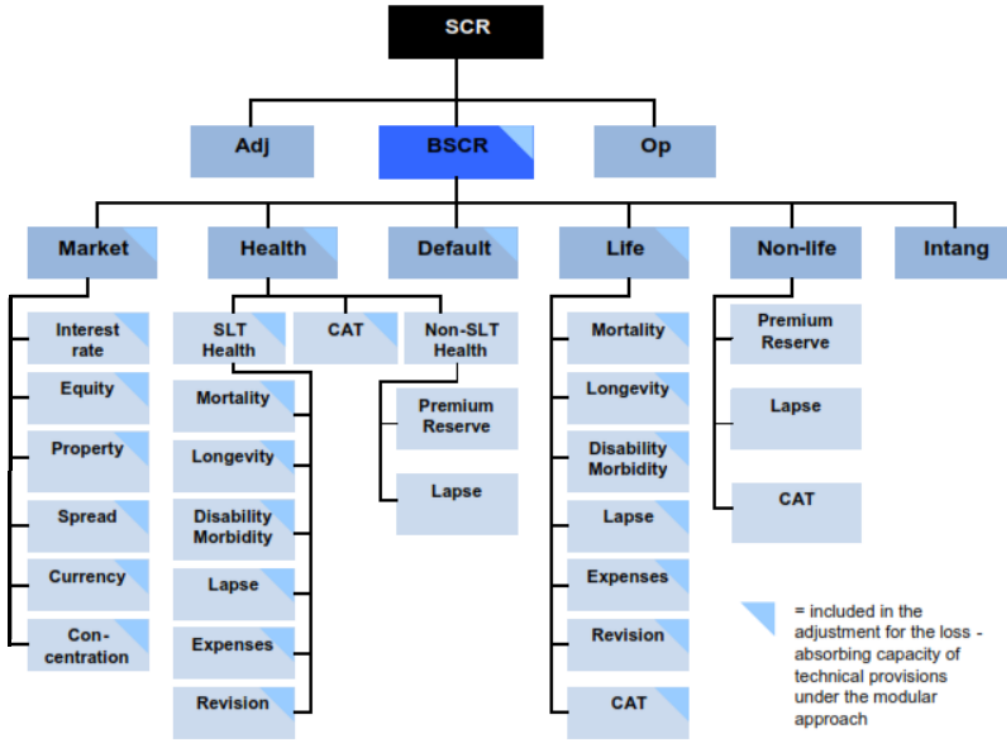 SCR
Adj
BSCR
Op
Market
Health
Default
Life
Non-life
Intang
Interest
rate
Equity
Property
Spread
Currency
Con-
centration
SLT
Health
CAT
Non-SLT
Health
Mortality
Longevity
Disability
Morbidity
Lapse
Expenses
Revision
Premium
Reserve
Lapse
Mortality
Longevity
Disability
Morbidity
Lapse
Expenses
Revision
CAT
Premium
Reserve
Lapse
CAT
= included in the
adjustment for the loss -
absorbing capacity of
technical provisions
under the modular
approach